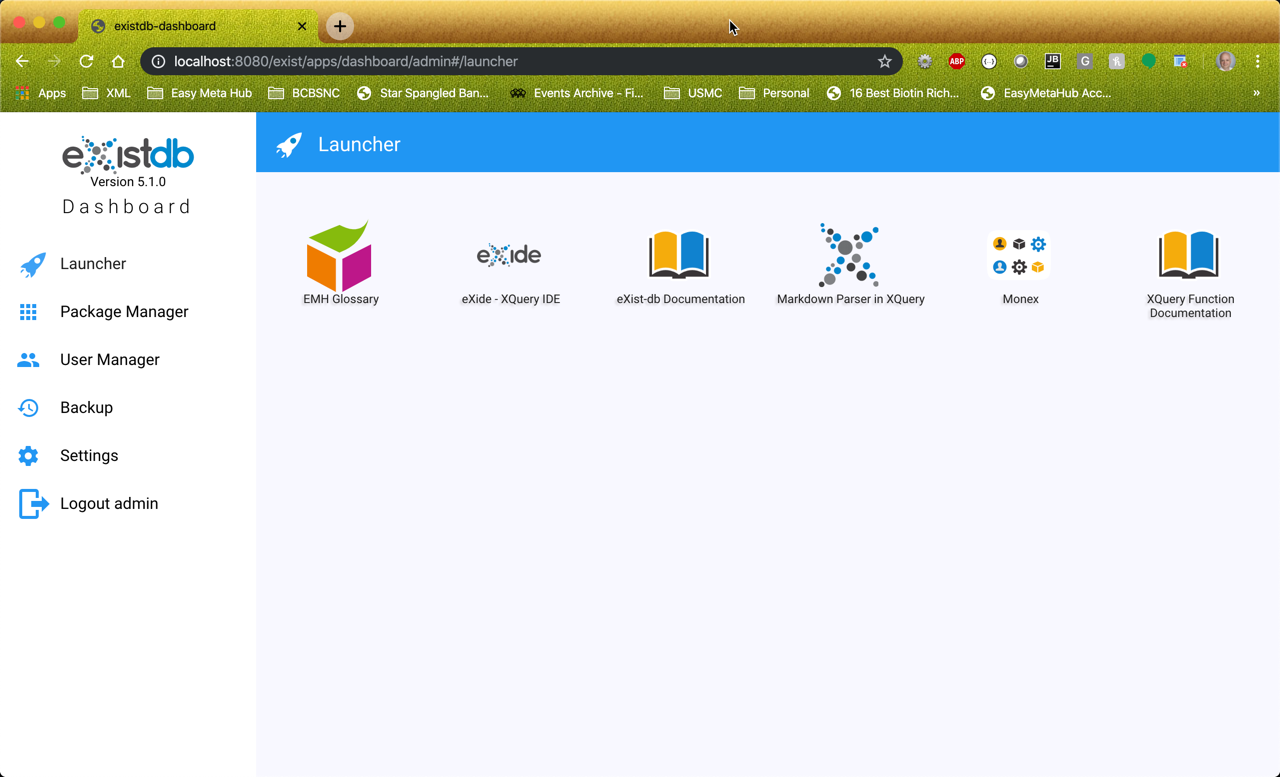 existdb-dashboard
localhost:8080/exist/apps/dashboard/admin#/launcher
ABP
JB
G
Apps
XML
Easy Meta Hub
BCBSNC
Star Spangled Ban...
Events Archive - Fi...
USMC
Personal
16 Best Biotin Rich...
EasyMetaHub Acc...
»
existdb
Version 5.1.0
Dashboard
Launcher
Package Manager
User Manager
Backup
Settings
Logout admin
Launcher
EMH Glossary
exide
eXide - XQuery IDE
eXist-db Documentation
Markdown Parser in XQuery
Monex
XQuery Function
Documentation